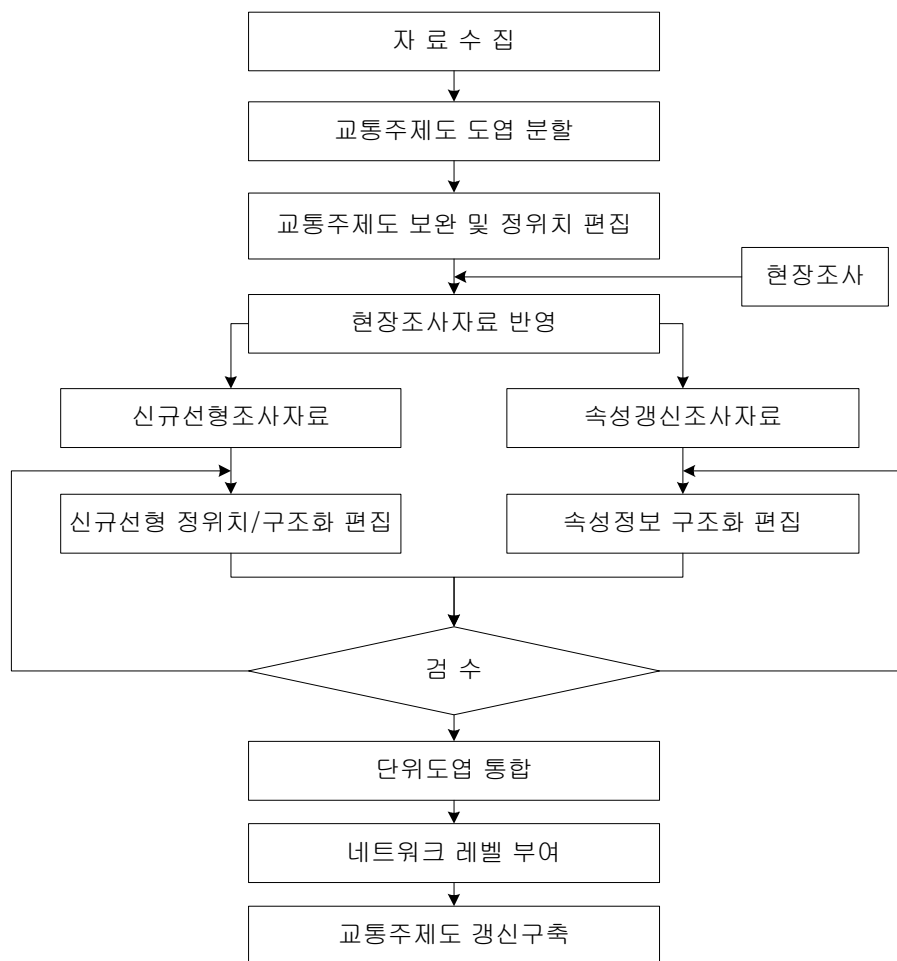 자 료 수 집
교통주제도 도엽 분할
교통주제도 보완 및 정위치 편집
현장조사
현장조사자료 반영
신규선형조사자료
속성갱신조사자료
신규선형 정위치/구조화 편집
속성정보 구조화 편집
검 수
단위도엽 통합
네트워크 레벨 부여
교통주제도 갱신구축